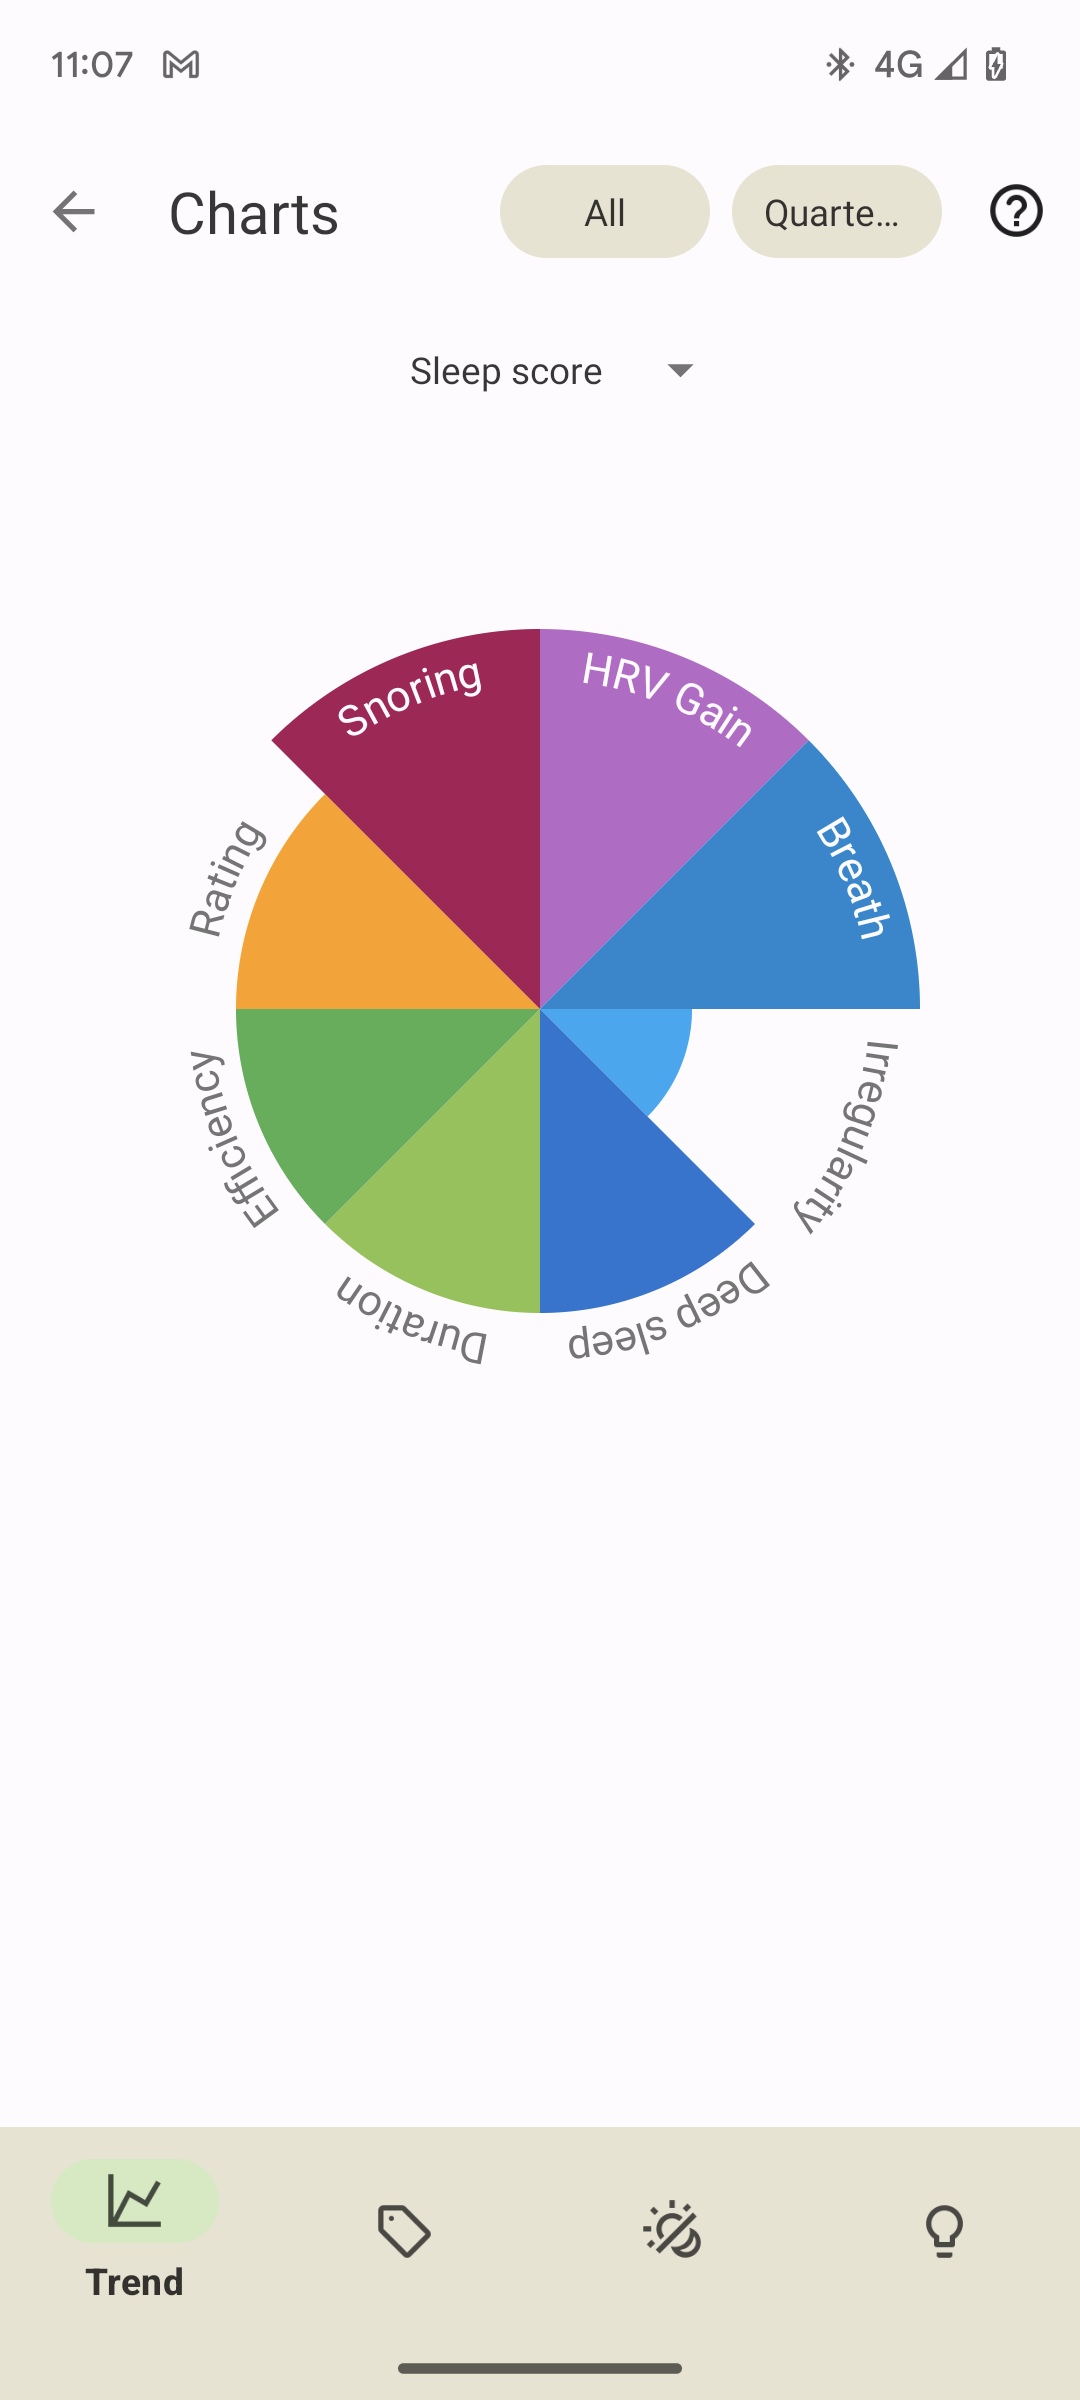 11:07
4G
Charts
All
Quarte...
Sleep score
Snoring
HRV Gain
Breath
Rating
Irregularity
Efficiency
Duration
Deep sleep
Trend